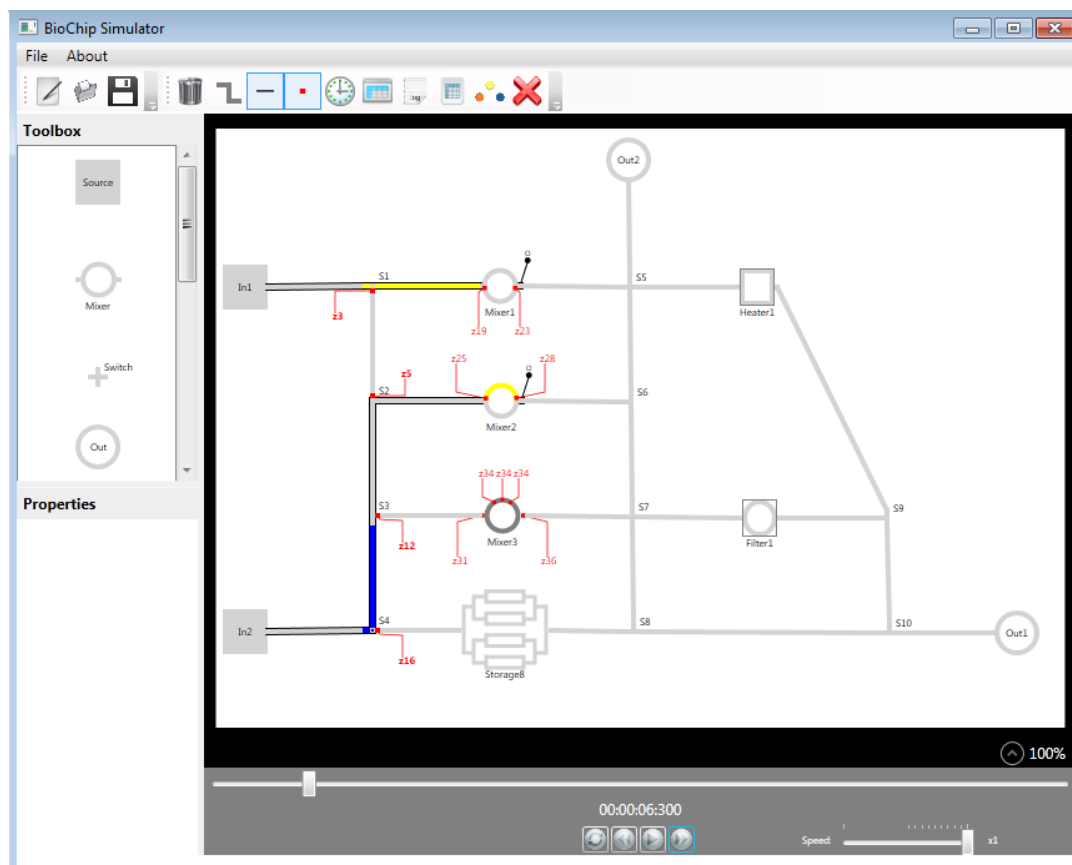 BioChip Simulator
File About
log
Toolbox
Source
Mixer
Switch
Out
Properties
Out2
In1
S1
Mixer1
S5
Heater1
z3
z19
z23
z25
z28
z5
S2
Mixer2
S6
z34 z34 z34
S3
Mixer3
S7
Filter1
S9
z12
z31
z36
In2
S4
S8
S10
Out1
z16
Storage8
100%
00:00:06:300
Speed:
x1